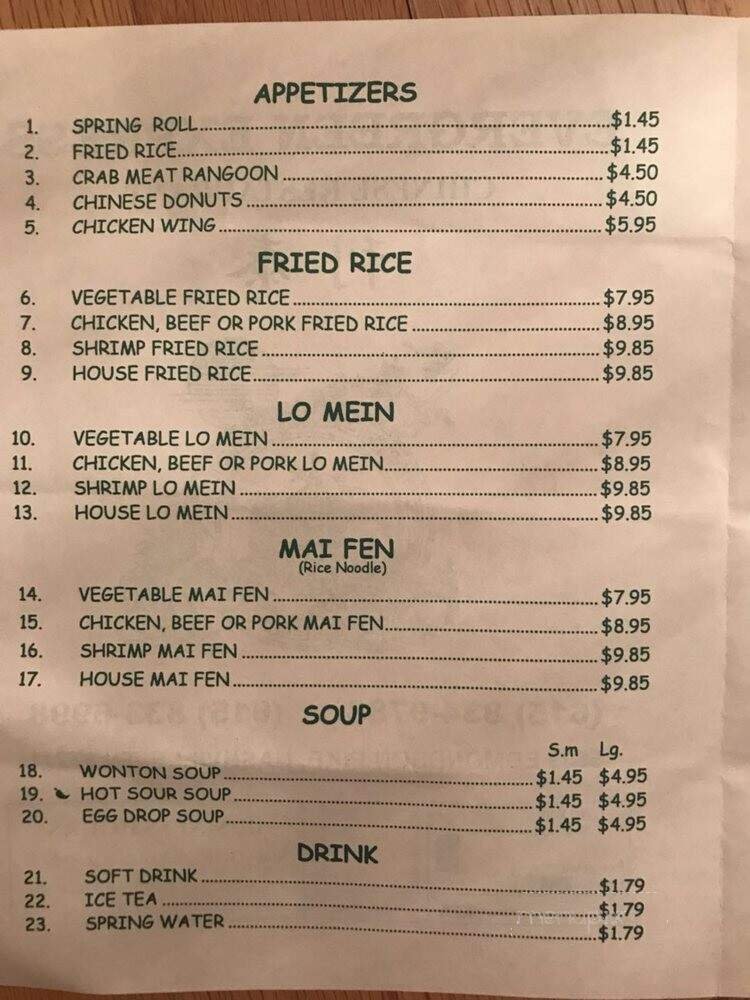 APPETIZERS
1. SPRING ROLL $1.45
2. FRIED RICE $1.45
3. CRAB MEAT RANGOON $4.50
4. CHINESE DONUTS $4.50
5. CHICKEN WING $5.95
FRIED RICE
6. VEGETABLE FRIED RICE $7.95
7. CHICKEN, BEEF OR PORK FRIED RICE $8.95
8. SHRIMP FRIED RICE $9.85
9. HOUSE FRIED RICE $9.85
LO MEIN
10. VEGETABLE LO MEIN $7.95
11. CHICKEN, BEEF OR PORK LO MEIN $8.95
12. SHRIMP LO MEIN $9.85
13. HOUSE LO MEIN $9.85
MAI FEN
(Rice Noodle)
14. VEGETABLE MAI FEN $7.95
15. CHICKEN, BEEF OR PORK MAI FEN $8.95
16. SHRIMP MAI FEN $9.85
17. HOUSE MAI FEN $9.85
SOUP
S.m Lg.
18. WONTON SOUP $1.45 $4.95
19. HOT SOUR SOUP $1.45 $4.95
20. EGG DROP SOUP $1.45 $4.95
DRINK
21. SOFT DRINK $1.79
22. ICE TEA $1.79
23. SPRING WATER $1.79